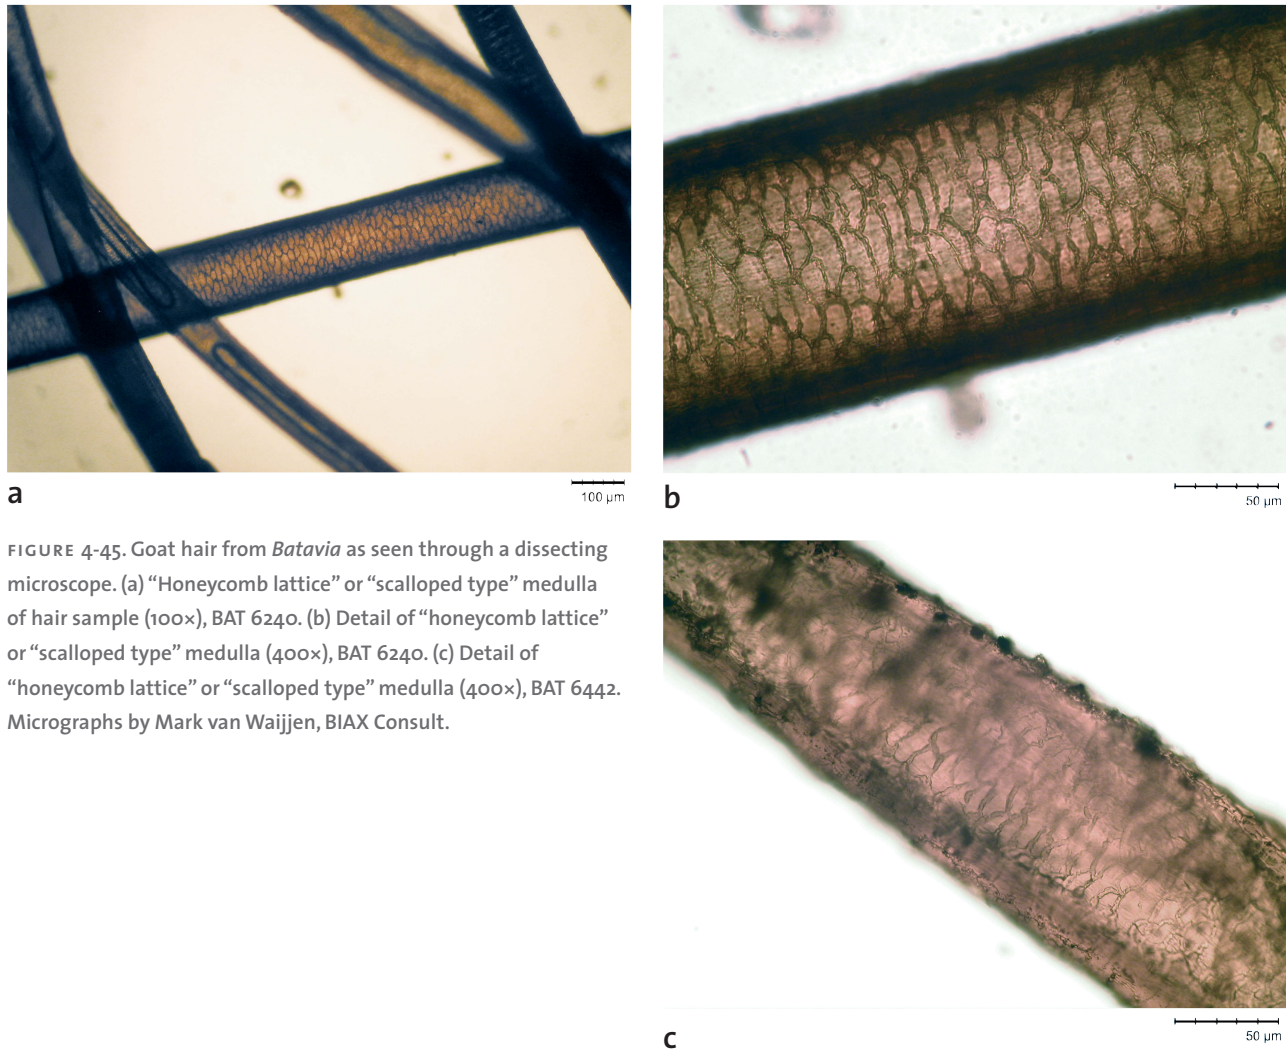 a
100 µm
b
50 µm
FIGURE 4-45. Goat hair from Batavia as seen through a dissecting
microscope. (a) “Honeycomb lattice” or “scalloped type” medulla
of hair sample (100×), BAT 6240. (b) Detail of “honeycomb lattice”
or “scalloped type” medulla (400×), BAT 6240. (c) Detail of
“honeycomb lattice” or “scalloped type” medulla (400×), BAT 6442.
Micrographs by Mark van Waijjen, BIAX Consult.
c
50 µm